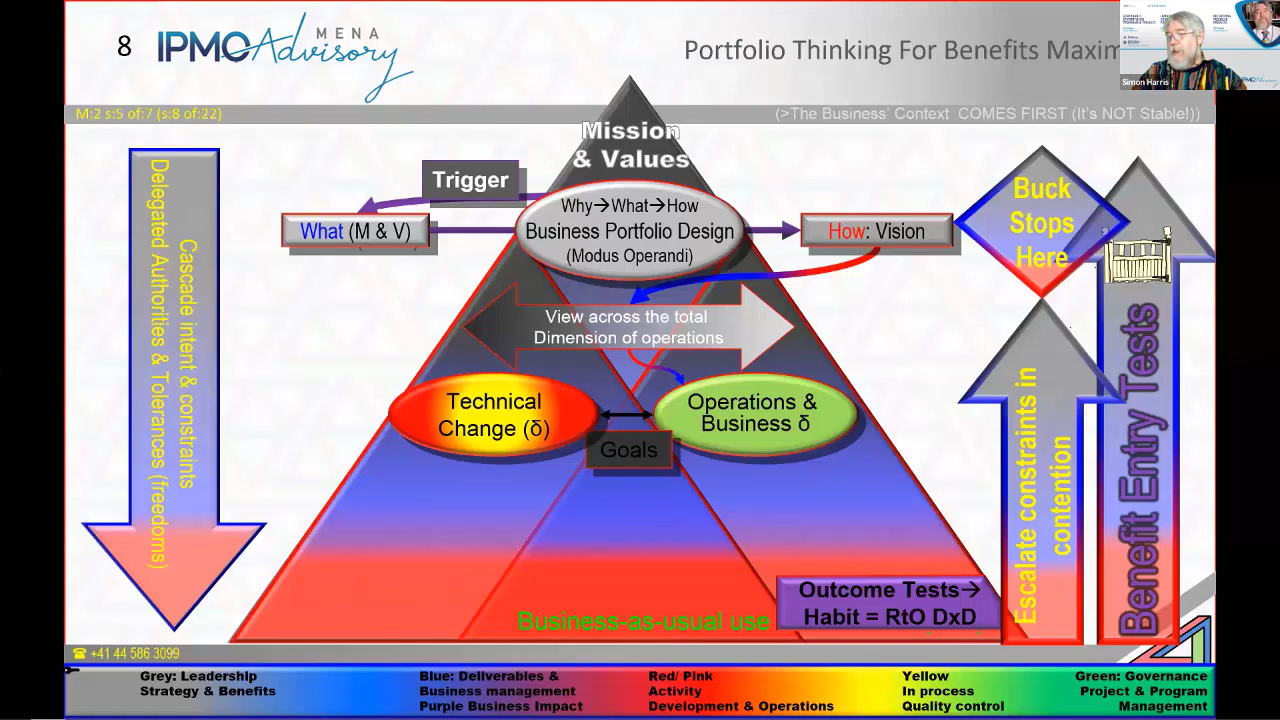 8
IPMO Advisory
MENA
Portfolio Thinking For Benefits Maxim
Simon Harris
M:2 s:5 of:7 (s:8 of:22)
(>The Business' Context COMES FIRST (It's NOT Stable!))
Mission
& Values
Trigger
Why→What→How
Business Portfolio Design
(Modus Operandi)
What (M & V)
How: Vision
Buck
Stops
Here
View across the total
Dimension of operations
Technical
Change (δ)
Operations &
Business δ
Goals
Cascade intent & constraints
Delegated Authorities & Tolerances (freedoms)
Escalate constraints in
contention
Benefit Entry Tests
Outcome Tests→
Habit = RtO DxD
Business-as-usual use
☎ +41 44 586 3099
Grey: Leadership
Strategy & Benefits
Blue: Deliverables &
Business management
Purple Business Impact
Red/ Pink
Activity
Development & Operations
Yellow
In process
Quality control
Green: Governance
Project & Program
Management